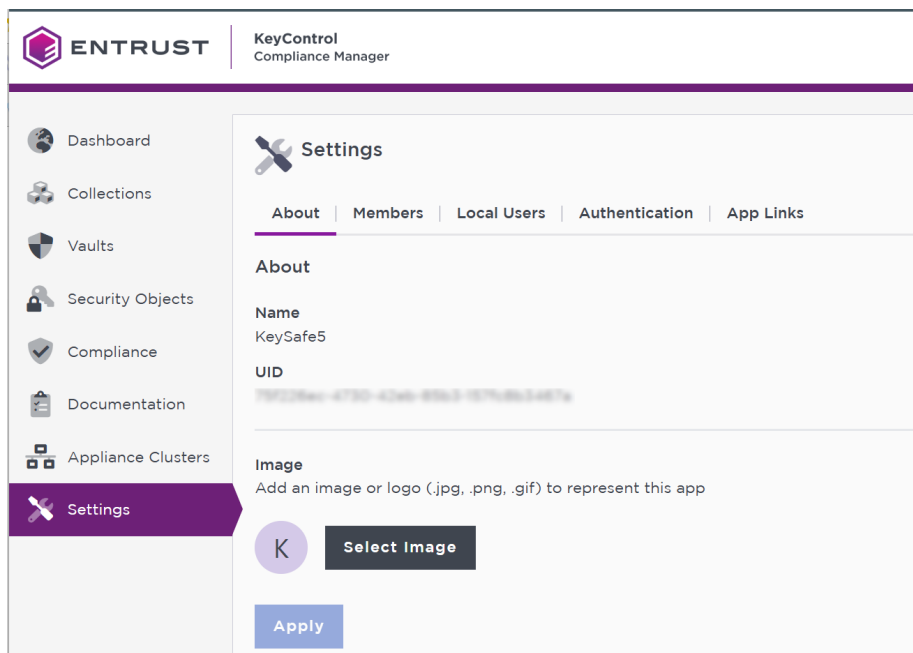 ENTRUST
KeyControl
Compliance Manager
Dashboard
Collections
Vaults
Security Objects
Compliance
Documentation
Appliance Clusters
Settings
Settings
About
Members
Local Users
Authentication
App Links
About
Name
KeySafe5
UID
Image
Add an image or logo (.jpg, .png, .gif) to represent this app
K
Select Image
Apply